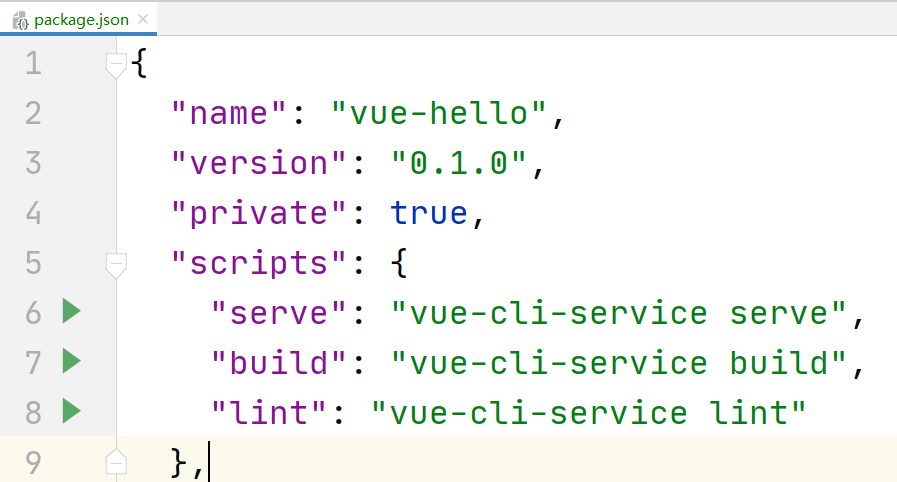 package.json
1 {
2   "name": "vue-hello",
3   "version": "0.1.0",
4   "private": true,
5   "scripts": {
6     "serve": "vue-cli-service serve",
7     "build": "vue-cli-service build",
8     "lint": "vue-cli-service lint"
9   },